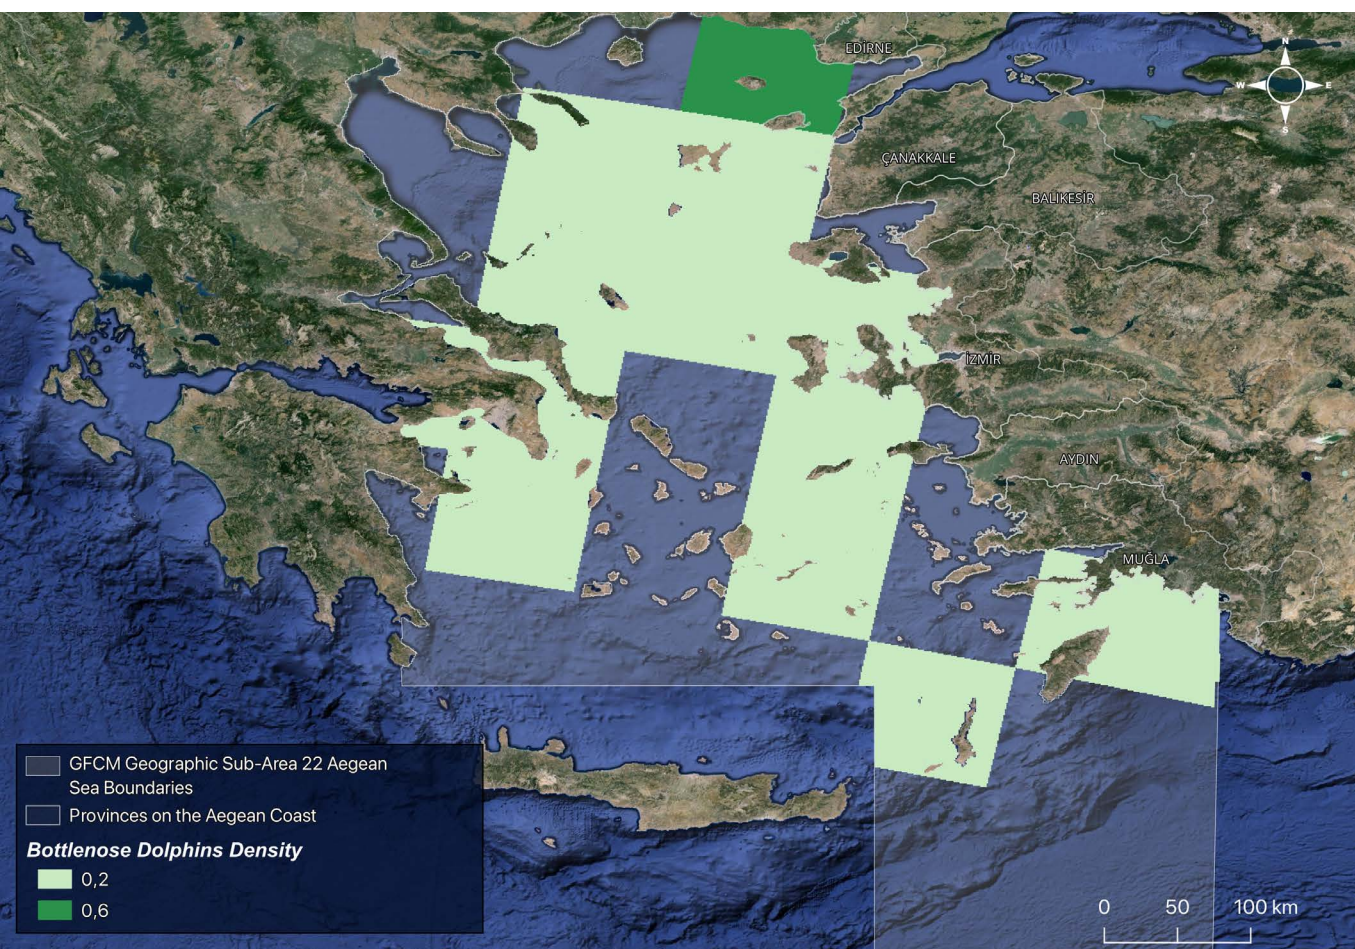 EDİRNE
N
W
E
S
ÇANAKKALE
BALIKESİR
İZMİR
AYDIN
MUĞLA
GFCM Geographic Sub-Area 22 Aegean
Sea Boundaries
Provinces on the Aegean Coast
Bottlenose Dolphins Density
0,2
0,6
0 50 100 km